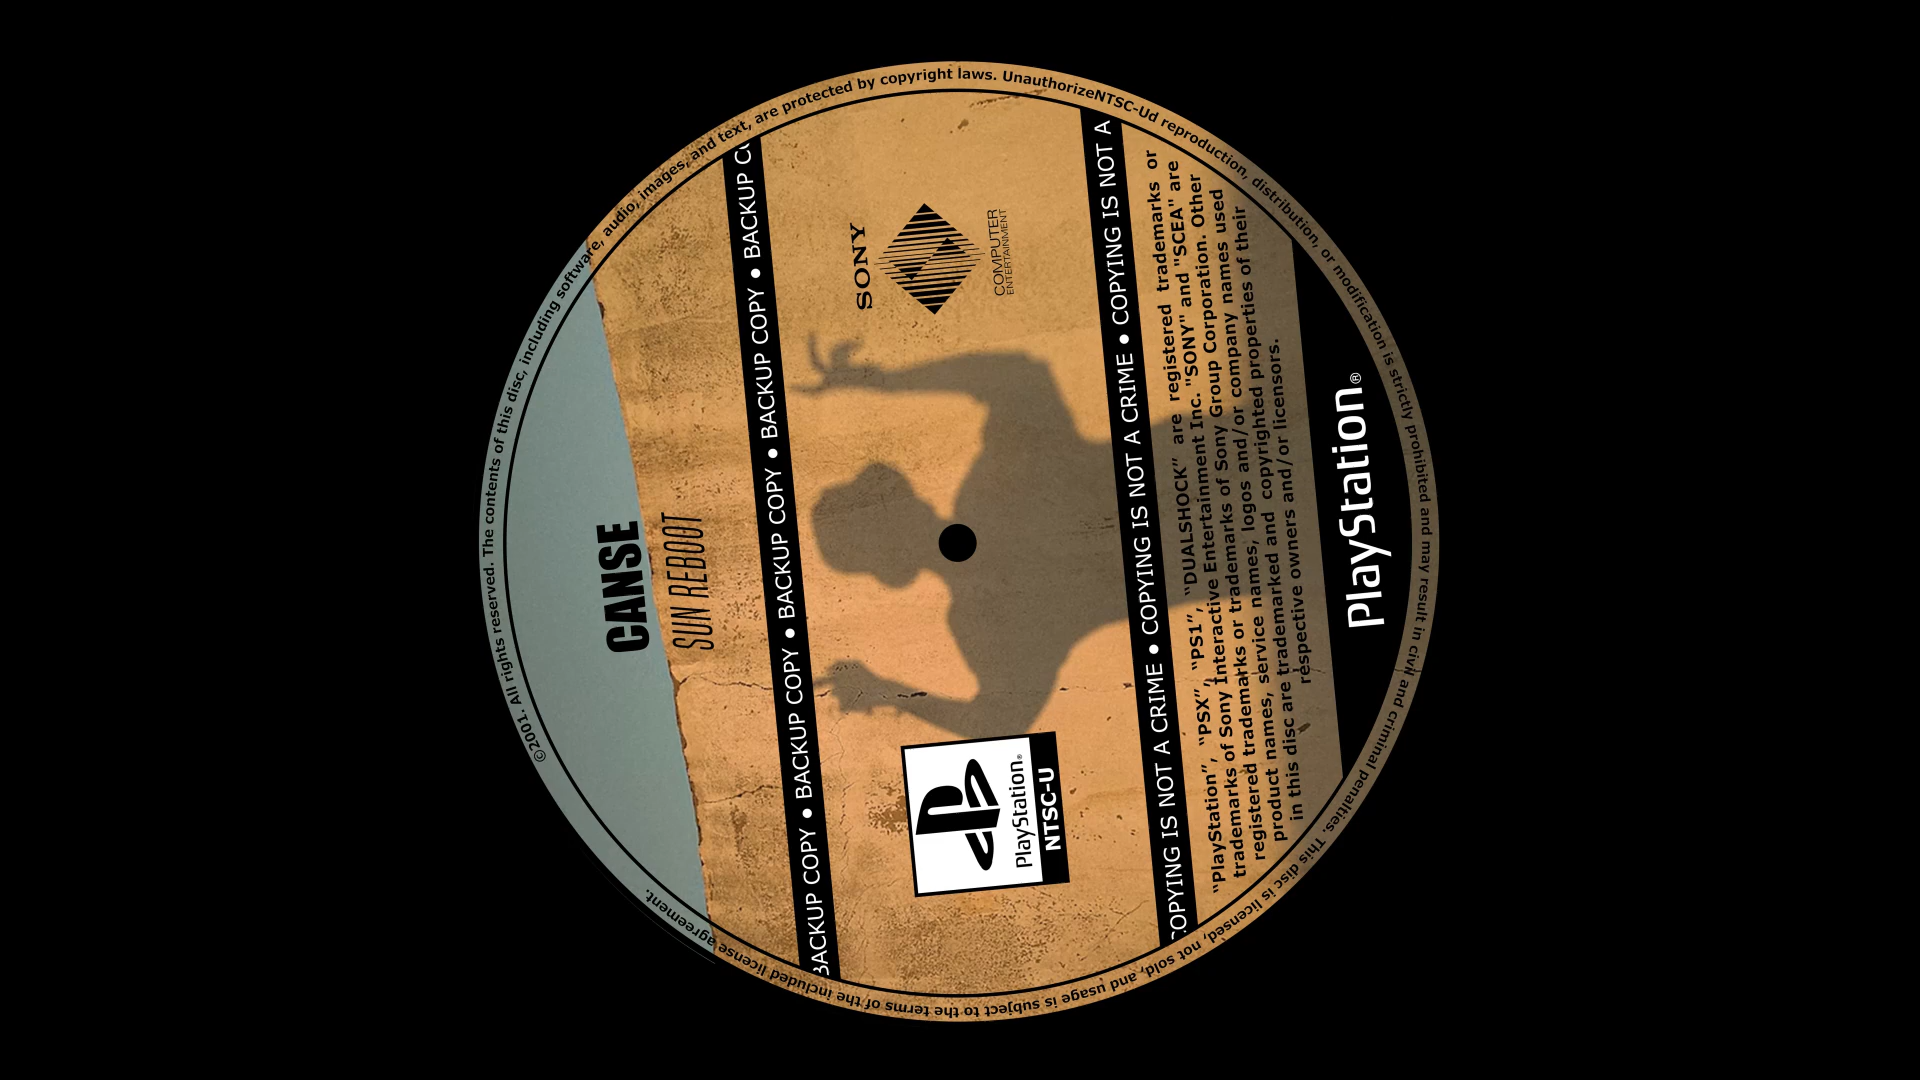 CANSE
SUN REBOOT
BACKUP COPY • BACKUP COPY • BACKUP COPY • BACKUP COPY • BACKUP COPY • BACKUP C
SONY
COMPUTER
ENTERTAINMENT
PlayStation®
NTSC-U
COPYING IS NOT A CRIME • COPYING IS NOT A CRIME • COPYING IS NOT A
“PlayStation”, “PSX”, “PS1”, “DUALSHOCK” are registered trademarks or
trademarks of Sony Interactive Entertainment Inc. "SONY" and "SCEA" are
registered trademarks or trademarks of Sony Group Corporation. Other
product names, service names, logos and/or company names used
in this disc are trademarked and copyrighted properties of their
respective owners and/or licensors.
PlayStation®
©2001. All rights reserved. The contents of this disc, including software, audio, images, and text, are protected by copyright laws. UnauthorizeNTSC-Ud reproduction, distribution, or modification is strictly prohibited and may result in civil and criminal penalties. This disc is licensed, not sold, and usage is subject to the terms of the included license agreement.